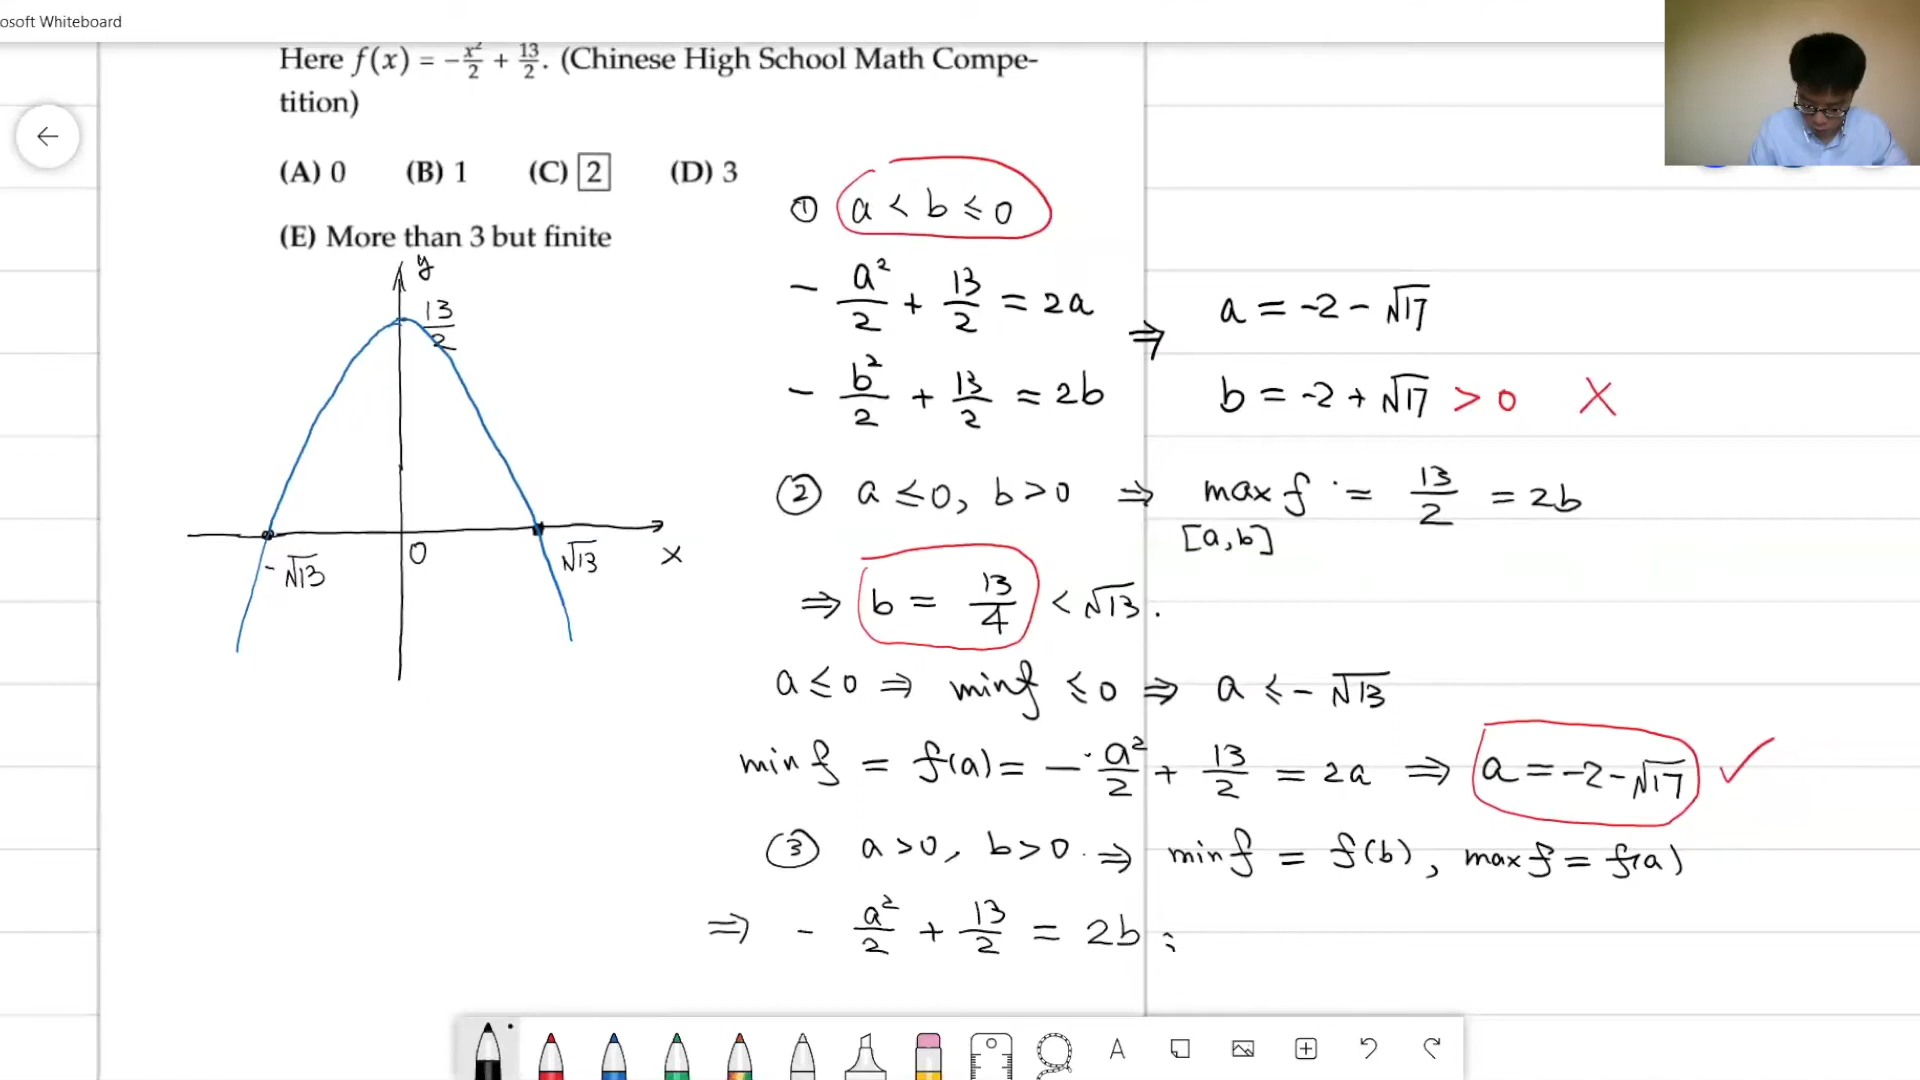 osoft Whiteboard
Here f(x) = −x²/2 + 13/2. (Chinese High School Math Compe-
tition)
(A) 0 (B) 1 (C) 2 (D) 3
(E) More than 3 but finite
y
13/2
-√13
0
√13
x
① a < b ≤ 0
- a²/2 + 13/2 = 2a
- b²/2 + 13/2 = 2b
⇒ a = -2 - √17
b = -2 + √17 > 0 X
② a ≤ 0, b > 0 ⇒ max f = 13/2 = 2b
[a,b]
⇒ b = 13/4 < √13.
a ≤ 0 ⇒ min f ≤ 0 ⇒ a ≤ - √13
min f = f(a) = - a²/2 + 13/2 = 2a ⇒ a = -2 - √17 ✓
③ a > 0, b > 0 ⇒ min f = f(b), max f = f(a)
⇒ - a²/2 + 13/2 = 2b ;
A